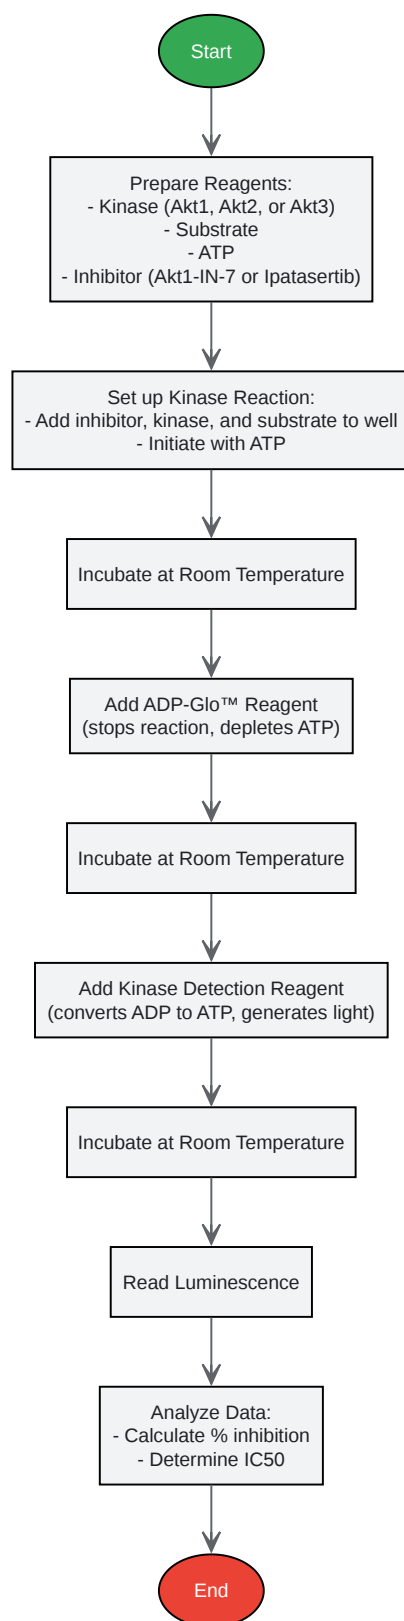 Start
Prepare Reagents:
- Kinase (Akt1, Akt2, or Akt3)
- Substrate
- ATP
- Inhibitor (Akt1-IN-7 or Ipatasertib)
Set up Kinase Reaction:
- Add inhibitor, kinase, and substrate to well
- Initiate with ATP
Incubate at Room Temperature
Add ADP-Glo™ Reagent
(stops reaction, depletes ATP)
Incubate at Room Temperature
Add Kinase Detection Reagent
(converts ADP to ATP, generates light)
Incubate at Room Temperature
Read Luminescence
Analyze Data:
- Calculate % inhibition
- Determine IC50
End